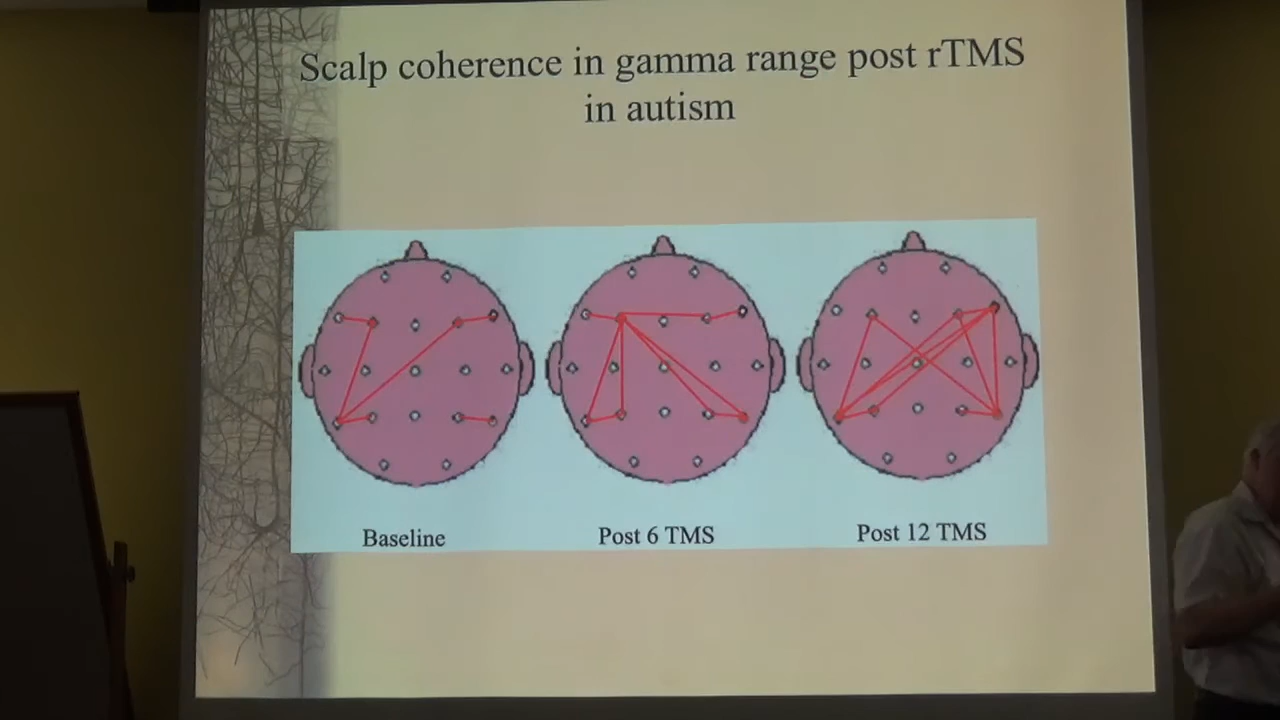 Scalp coherence in gamma range post rTMS
in autism
Baseline
Post 6 TMS
Post 12 TMS